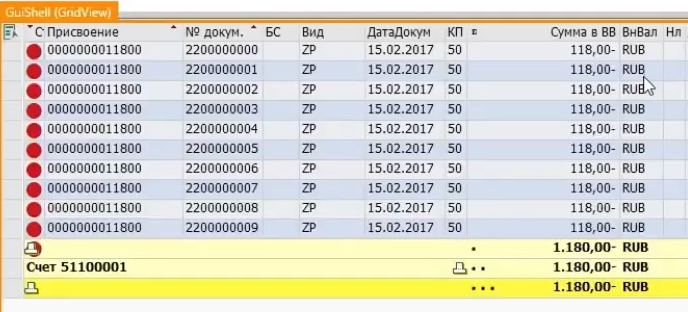 GuiShell (GridView)
С Присвоение № докум. БС Вид ДатаДокум КП Сумма в ВВ ВнВал Нл
0000000011800 2200000000 ZP 15.02.2017 50 118,00- RUB
0000000011800 2200000001 ZP 15.02.2017 50 118,00- RUB
0000000011800 2200000002 ZP 15.02.2017 50 118,00- RUB
0000000011800 2200000003 ZP 15.02.2017 50 118,00- RUB
0000000011800 2200000004 ZP 15.02.2017 50 118,00- RUB
0000000011800 2200000005 ZP 15.02.2017 50 118,00- RUB
0000000011800 2200000006 ZP 15.02.2017 50 118,00- RUB
0000000011800 2200000007 ZP 15.02.2017 50 118,00- RUB
0000000011800 2200000008 ZP 15.02.2017 50 118,00- RUB
0000000011800 2200000009 ZP 15.02.2017 50 118,00- RUB
1.180,00- RUB
Счет 51100001 1.180,00- RUB
1.180,00- RUB